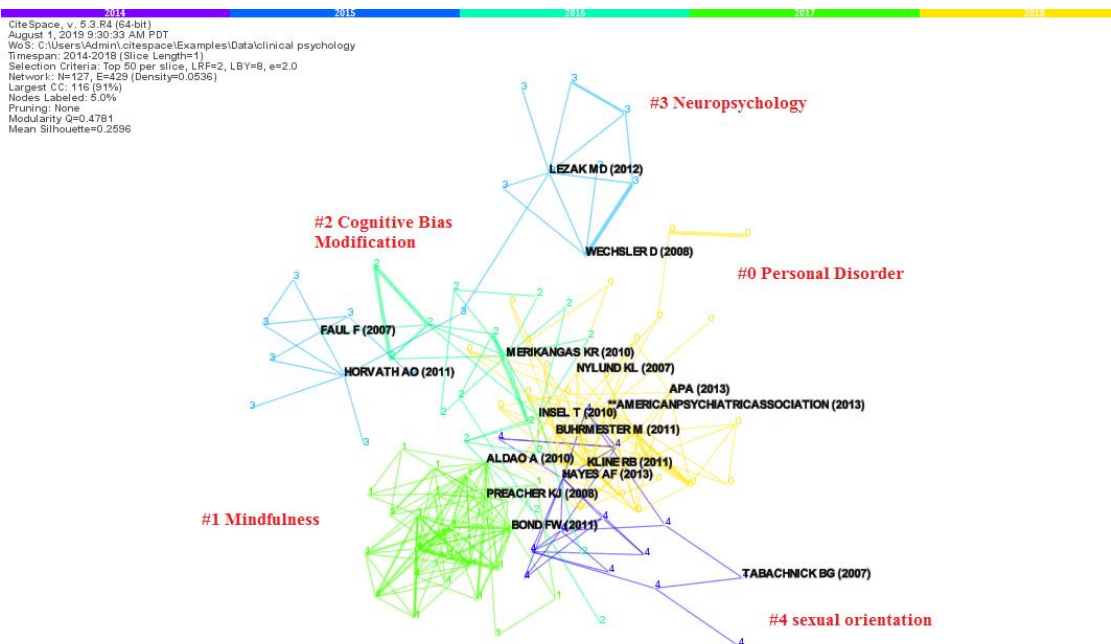 2014 2015 2016 2017 2018
CiteSpace, v. 5.3.R4 (64-bit)
August 1, 2019 9:30:33 AM PDT
WoS: C:\Users\Admin\.citespace\Examples\Data\clinical psychology
Timespan: 2014-2018 (Slice Length=1)
Selection Criteria: Top 50 per slice, LRF=2, LBY=8, e=2.0
Network: N=127, E=429 (Density=0.0536)
Largest CC: 116 (91%)
Nodes Labeled: 5.0%
Pruning: None
Modularity Q=0.4781
Mean Silhouette=0.2596
#3 Neuropsychology
LEZAK MD (2012)
#2 Cognitive Bias
Modification
WECHSLER D (2008)
#0 Personal Disorder
FAUL F (2007)
MERIKANGAS KR (2010)
HORVATH AO (2011)
NYLUND KL (2007)
APA (2013)
**AMERICANPSYCHIATRICASSOCIATION (2013)
INSEL T (2010)
BUHRMESTER M (2011)
ALDAO A (2010)
KLINE RB (2011)
HAYES AF (2013)
PREACHER KJ (2008)
#1 Mindfulness
BOND FW (2011)
TABACHNICK BG (2007)
#4 sexual orientation